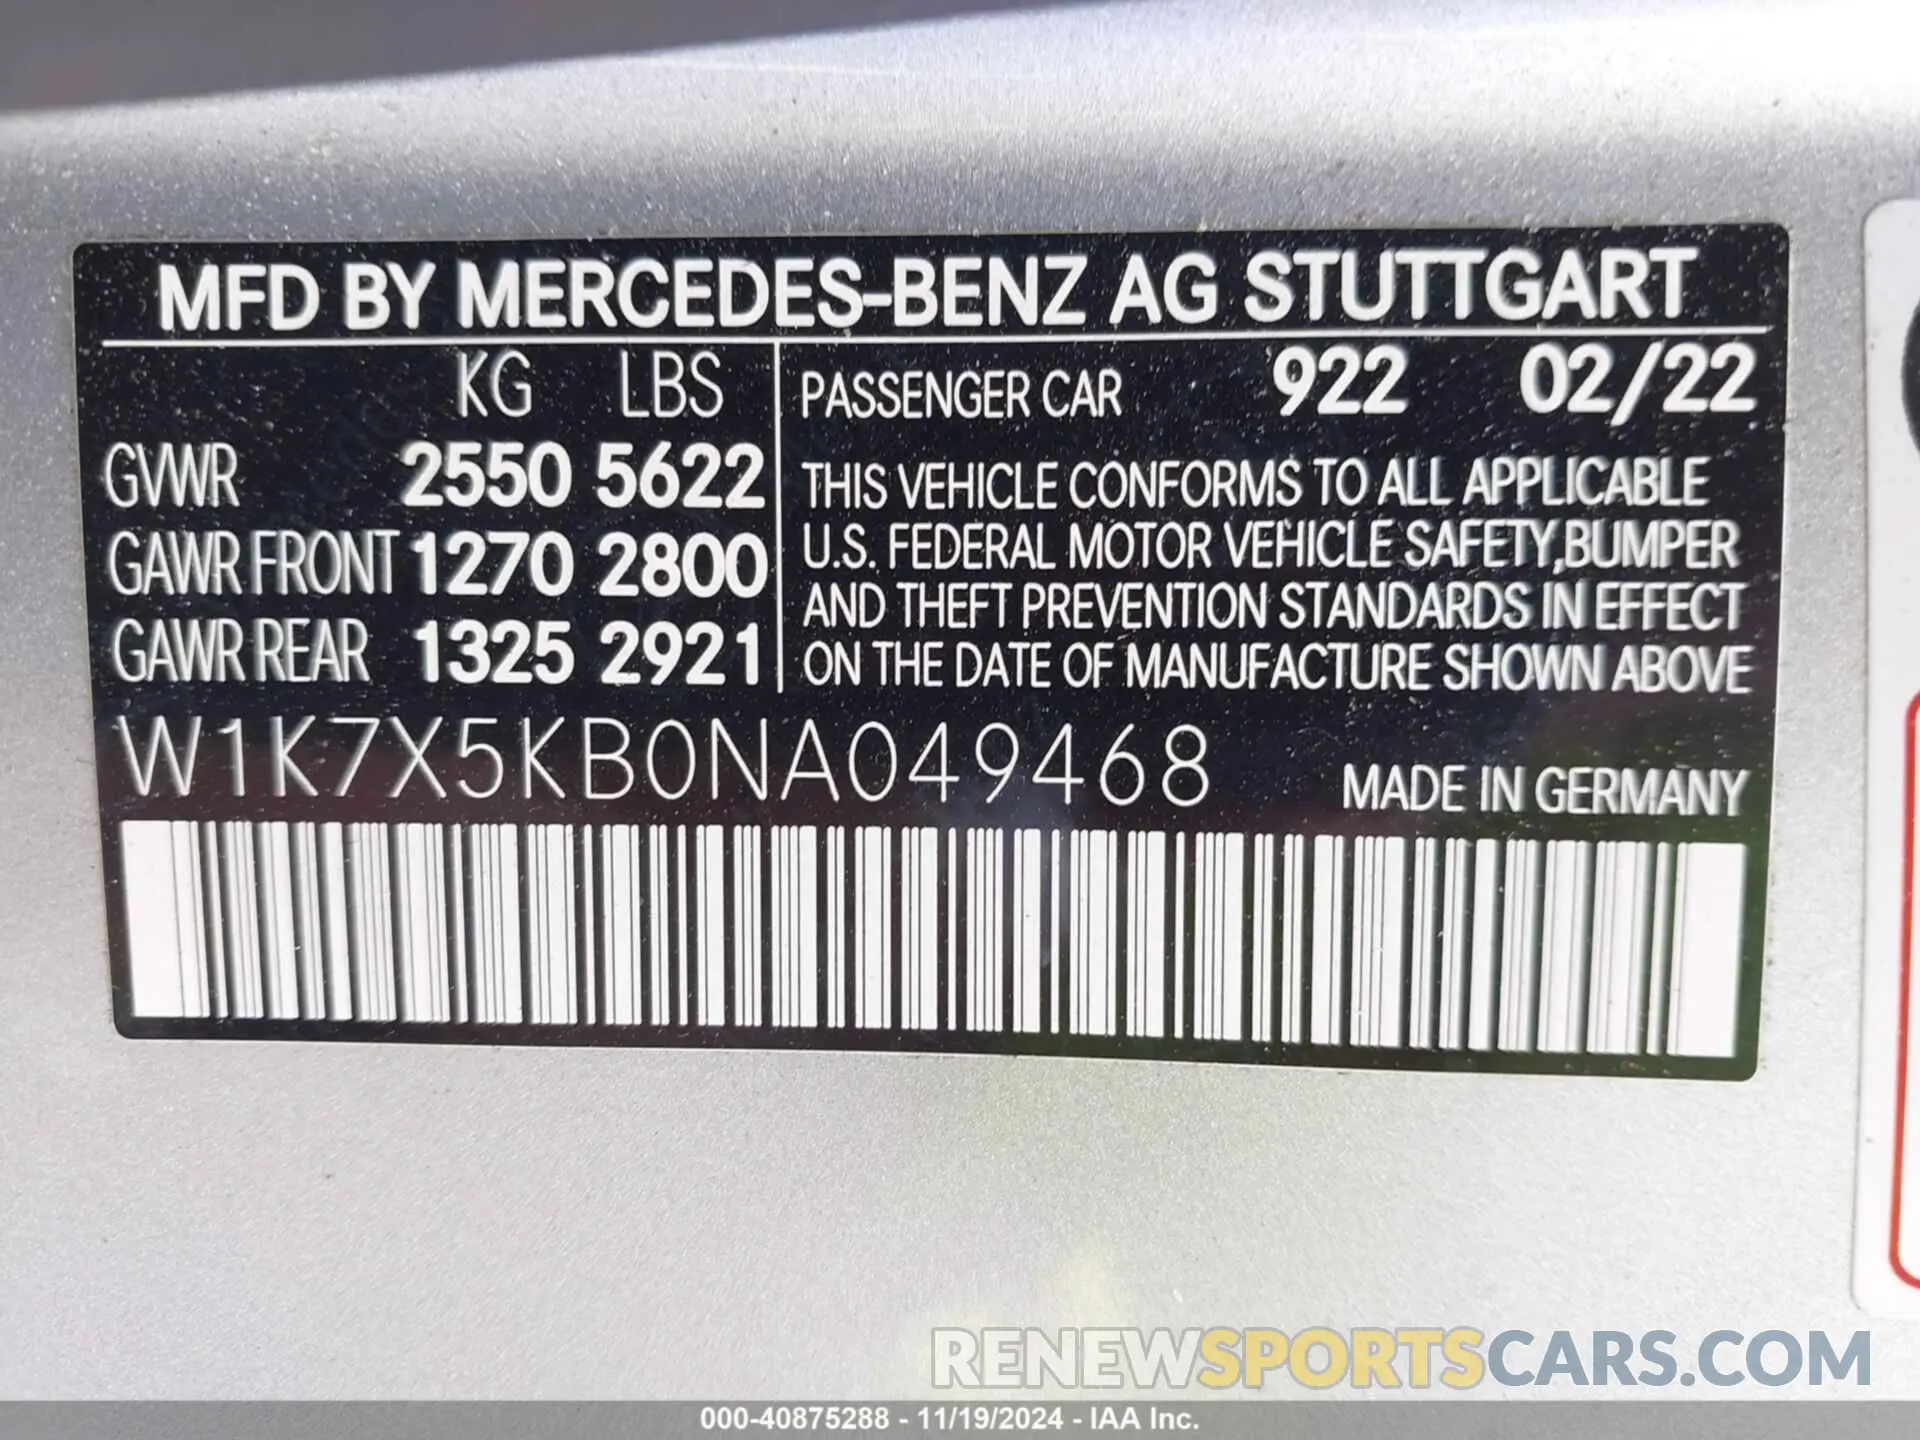 MFD BY MERCEDES-BENZ AG STUTTGART
KG LBS
GVWR 2550 5622
GAWR FRONT 1270 2800
GAWR REAR 1325 2921
PASSENGER CAR 922 02/22
THIS VEHICLE CONFORMS TO ALL APPLICABLE
U.S. FEDERAL MOTOR VEHICLE SAFETY,BUMPER
AND THEFT PREVENTION STANDARDS IN EFFECT
ON THE DATE OF MANUFACTURE SHOWN ABOVE
W1K7X5KB0NA049468
MADE IN GERMANY
RENEWSPORTSCARS.COM
000-40875288 - 11/19/2024 - IAA Inc.